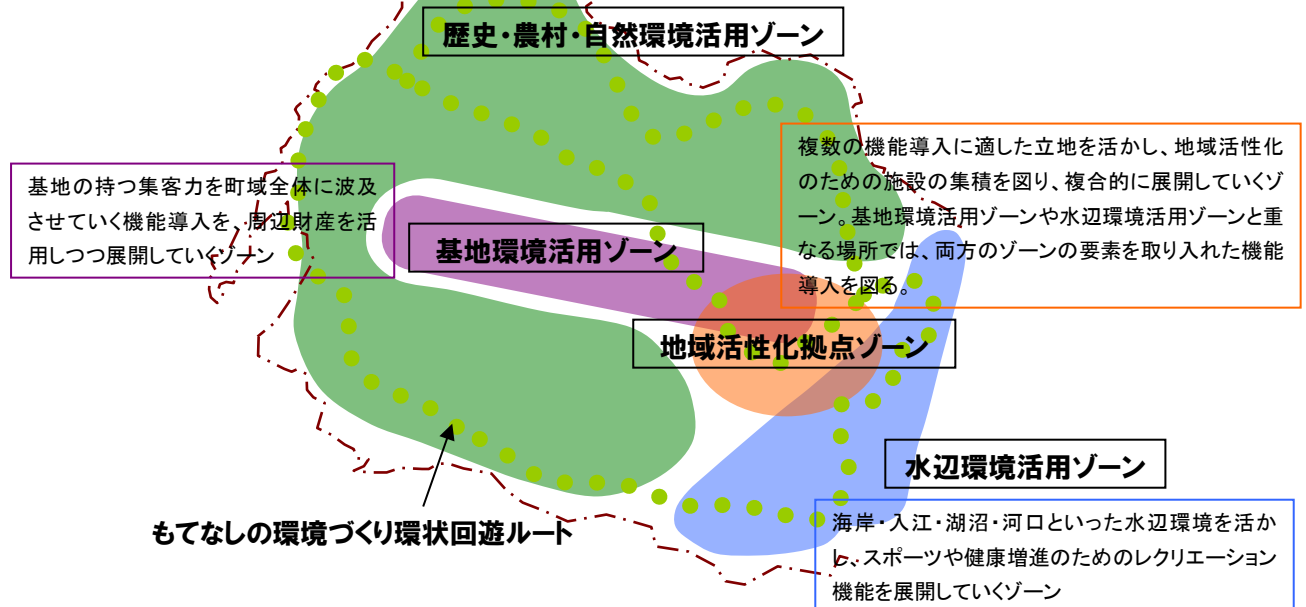 歴史・農村・自然環境活用ゾーン
複数の機能導入に適した立地を活かし、地域活性化
のための施設の集積を図り、複合的に展開していくゾ
ーン。基地環境活用ゾーンや水辺環境活用ゾーンと重
なる場所では、両方のゾーンの要素を取り入れた機能
導入を図る。
基地の持つ集客力を町域全体に波及
させていく機能導入を、周辺財産を活
用しつつ展開していくゾーン
基地環境活用ゾーン
地域活性化拠点ゾーン
水辺環境活用ゾーン
もてなしの環境づくり環状回遊ルート
海岸・入江・湖沼・河口といった水辺環境を活か
し、スポーツや健康増進のためのレクリエーション
機能を展開していくゾーン